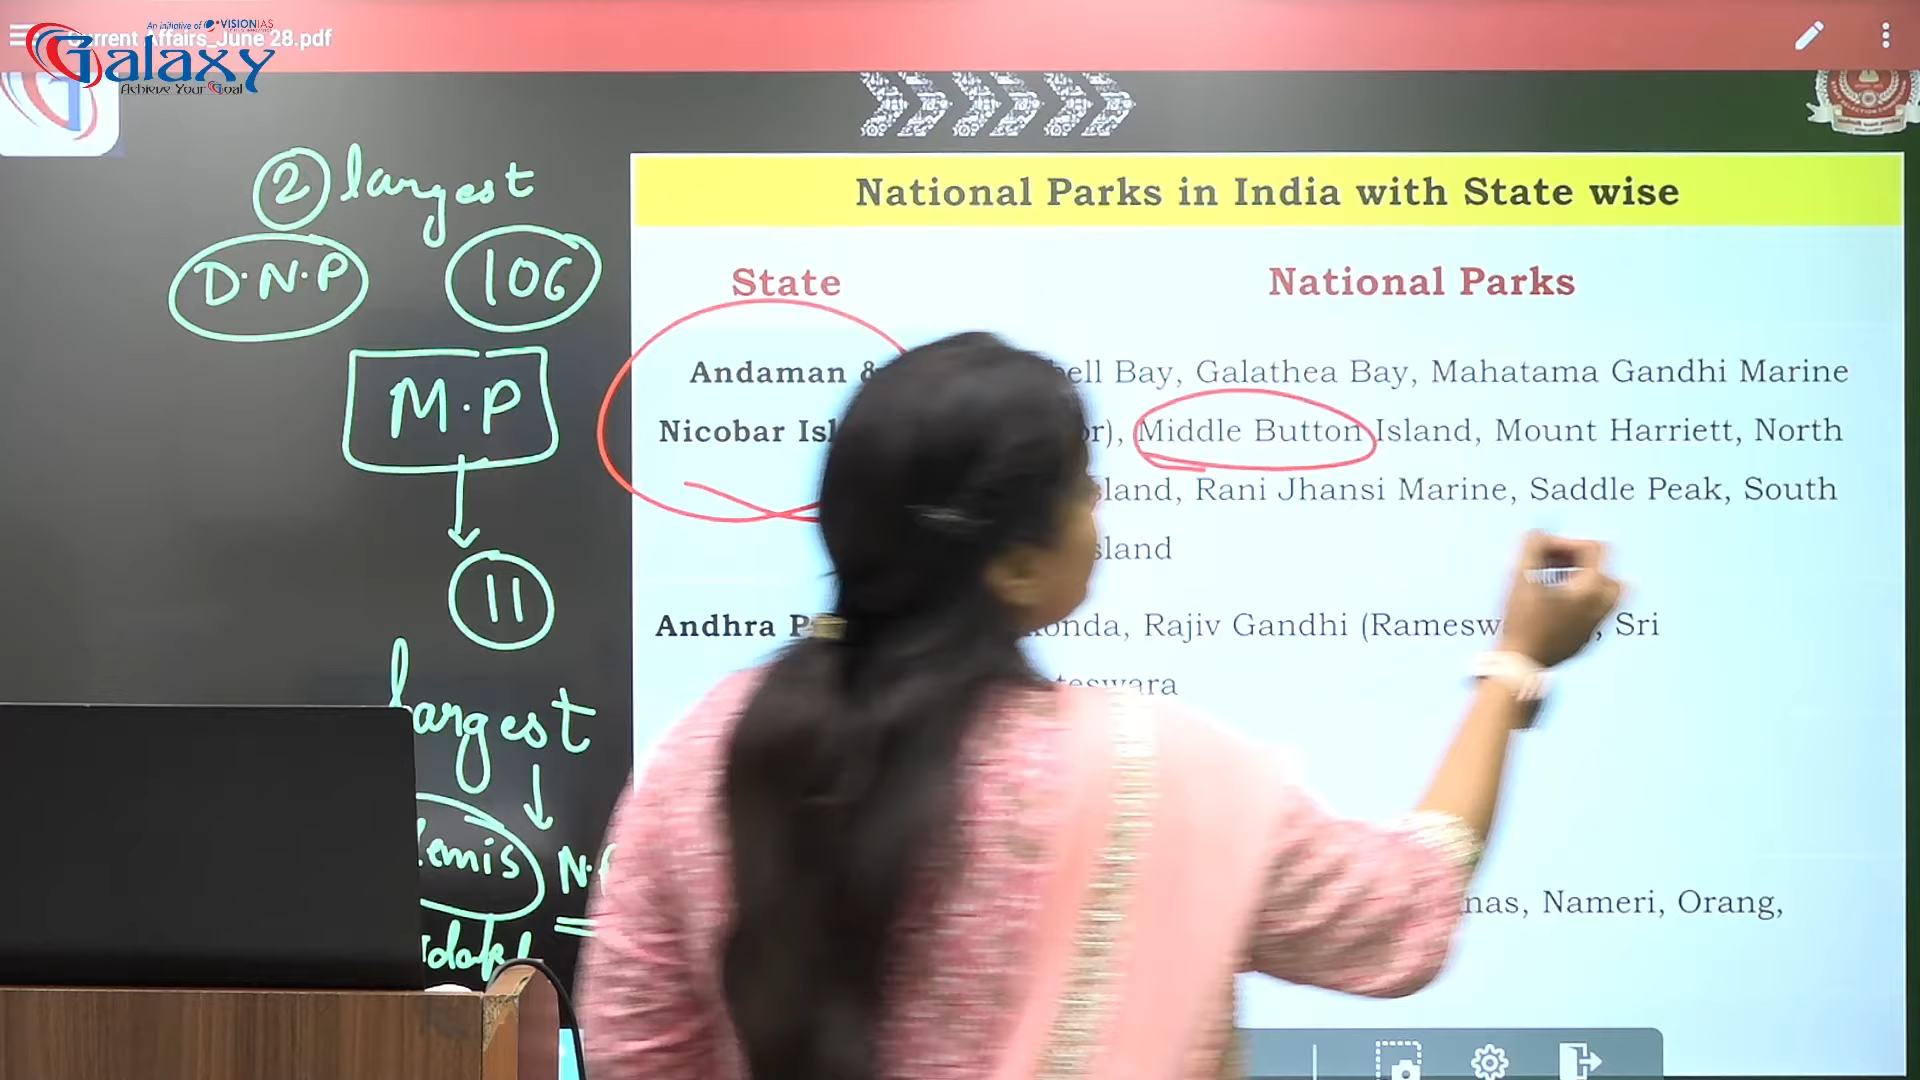 Current Affairs_June 28.pdf
An initiative of VISIONIAS
Galaxy
Achieve Your Goal
2 largest
D.N.P
106
M.P
11
largest
emis N.
National Parks in India with State wise
State National Parks
Andaman & ell Bay, Galathea Bay, Mahatama Gandhi Marine
Nicobar Isl or), Middle Button Island, Mount Harriett, North
sland, Rani Jhansi Marine, Saddle Peak, South
sland
Andhra P onda, Rajiv Gandhi (Ramesw , Sri
teswara
nas, Nameri, Orang,